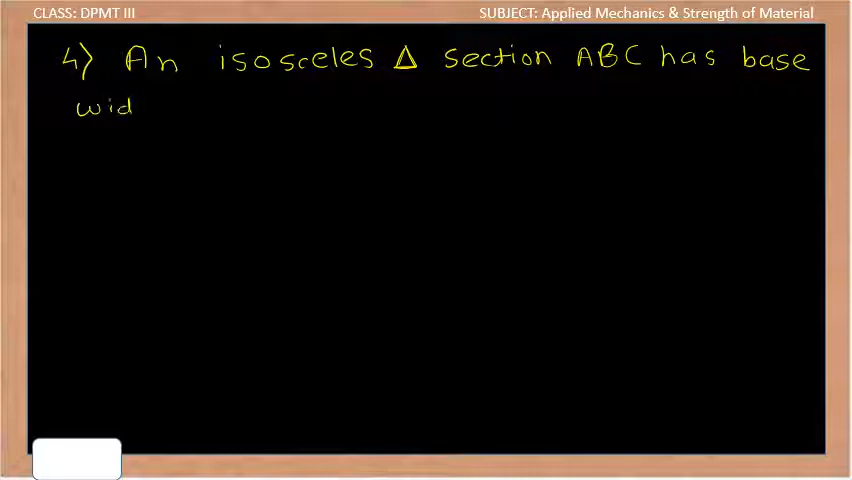 CLASS: DPMT III
SUBJECT: Applied Mechanics & Strength of Material
4) An isosceles Δ section ABC has base
wid